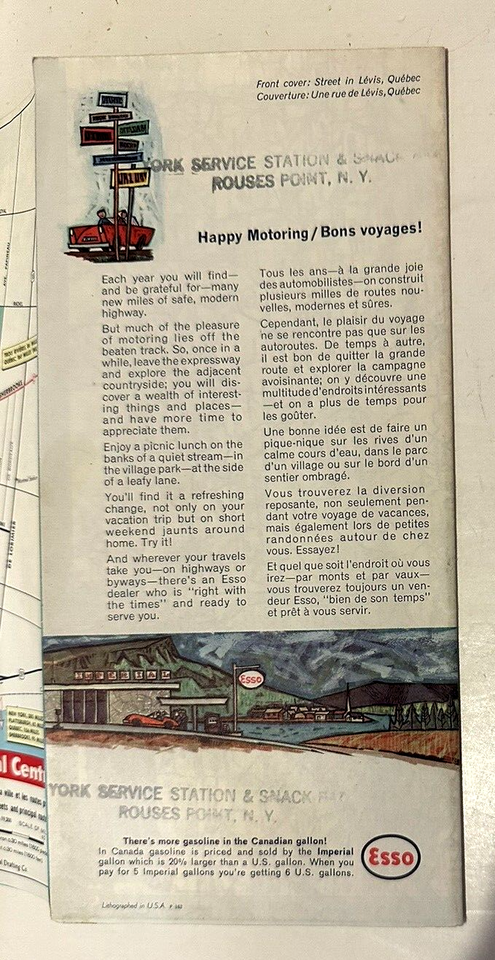 Front cover: Street in Lévis, Québec
Couverture: Une rue de Lévis, Québec
YORK SERVICE STATION & SNACK
ROUSES POINT, N. Y.
Happy Motoring/Bons voyages!
Each year you will find—
and be grateful for—many
new miles of safe, modern
highway.
But much of the pleasure
of motoring lies off the
beaten track. So, once in a
while, leave the expressway
and explore the adjacent
countryside; you will dis-
cover a wealth of interest-
ing things and places—
and have more time to
appreciate them.
Enjoy a picnic lunch on the
banks of a quiet stream—in
the village park—at the side
of a leafy lane.
You'll find it a refreshing
change, not only on your
vacation trip but on short
weekend jaunts around
home. Try it!
And wherever your travels
take you—on highways or
byways—there's an Esso
dealer who is "right with
the times" and ready to
serve you.
Tous les ans—à la grande joie
des automobilistes—on construit
plusieurs milles de routes nou-
velles, modernes et sûres.
Cependant, le plaisir du voyage
ne se rencontre pas que sur les
autoroutes. De temps à autre,
il est bon de quitter la grande
route et explorer la campagne
avoisinante; on y découvre une
multitude d'endroits intéressants
—et on a plus de temps pour
les goûter.
Une bonne idée est de faire un
pique-nique sur les rives d'un
calme cours d'eau, dans le parc
d'un village ou sur le bord d'un
sentier ombragé.
Vous trouverez la diversion
reposante, non seulement pen-
dant votre voyage de vacances,
mais également lors de petites
randonnées autour de chez
vous. Essayez!
Et quel que soit l'endroit où vous
irez—par monts et par vaux—
vous trouverez toujours un ven-
deur Esso, "bien de son temps"
et prêt à vous servir.
IMPERIAL
Esso
YORK SERVICE STATION & SNACK
ROUSES POINT, N. Y.
There's more gasoline in the Canadian gallon!
In Canada gasoline is priced and sold by the Imperial
gallon which is 20% larger than a U.S. gallon. When you
pay for 5 Imperial gallons you're getting 6 U.S. gallons.
Esso
Lithographed in U.S.A.